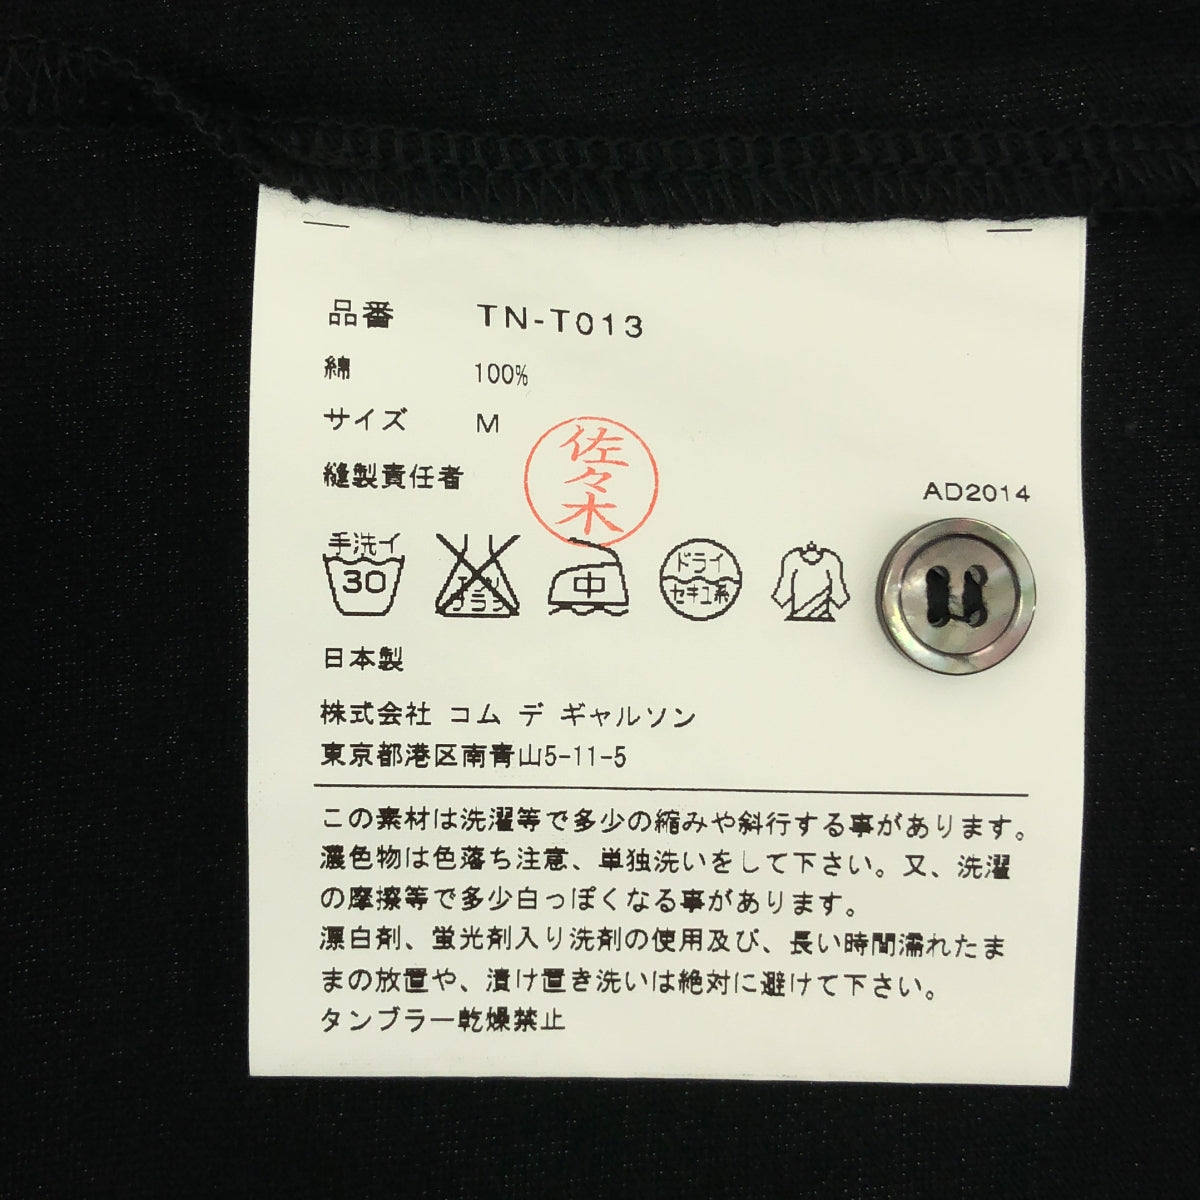 品番 TN-T013
綿 100%
サイズ M
縫製責任者 佐々木
AD2014
手洗イ
30
エンソ
サラシ
中
ドライ
セキユ系
日本製
株式会社 コム デ ギャルソン
東京都港区南青山5-11-5
この素材は洗濯等で多少の縮みや斜行する事があります。
濃色物は色落ち注意、単独洗いをして下さい。又、洗濯
の摩擦等で多少白っぽくなる事があります。
漂白剤、蛍光剤入り洗剤の使用及び、長い時間濡れたま
まの放置や、漬け置き洗いは絶対に避けて下さい。
タンブラー乾燥禁止